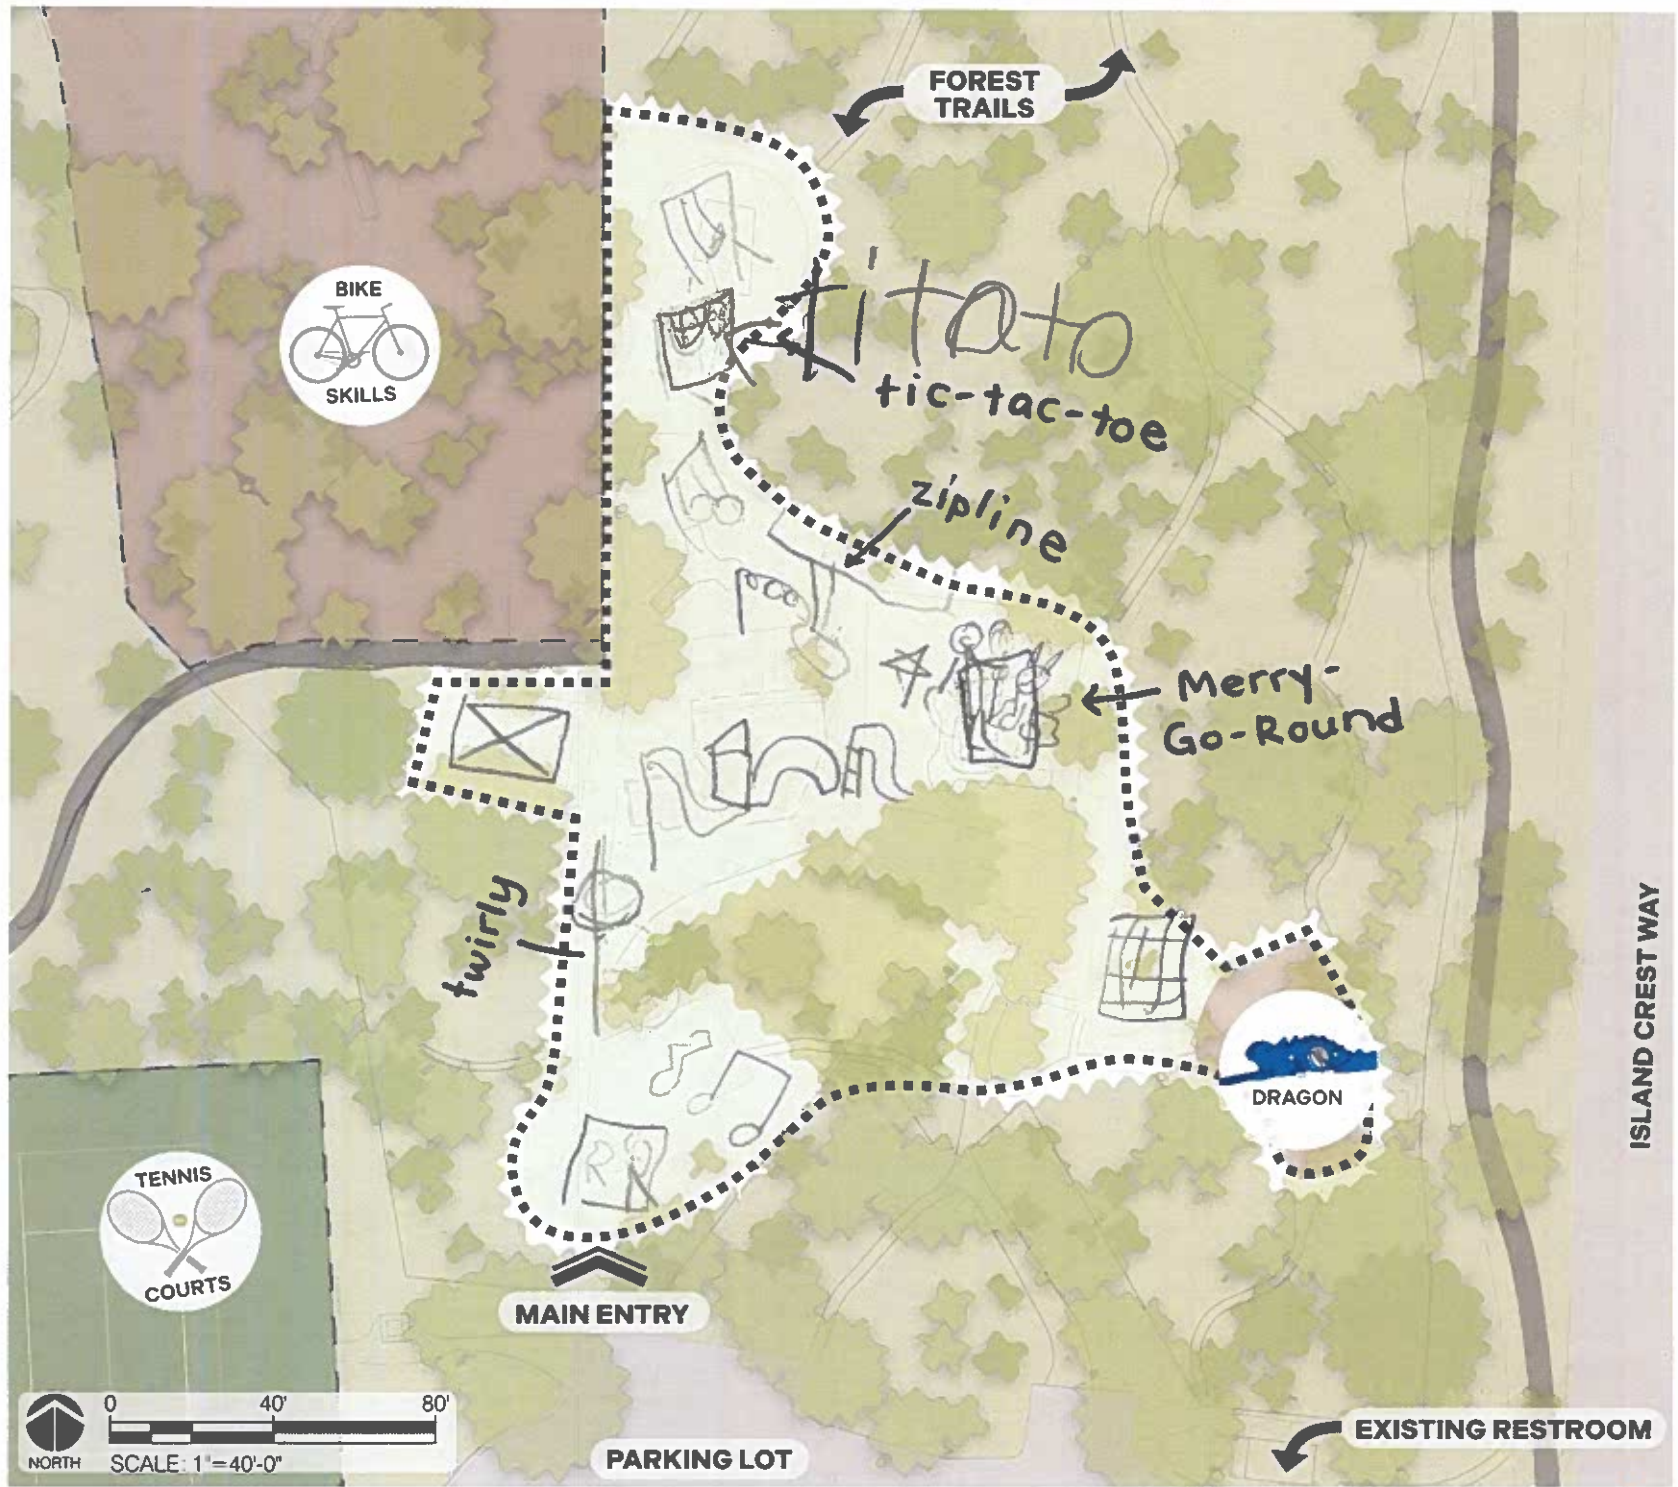 FOREST
TRAILS
BIKE
SKILLS
titato
tic-tac-toe
zipline
Merry-
Go-Round
twirly
DRAGON
ISLAND CREST WAY
TENNIS
COURTS
MAIN ENTRY
0 40' 80'
NORTH
SCALE: 1"=40'-0"
PARKING LOT
EXISTING RESTROOM